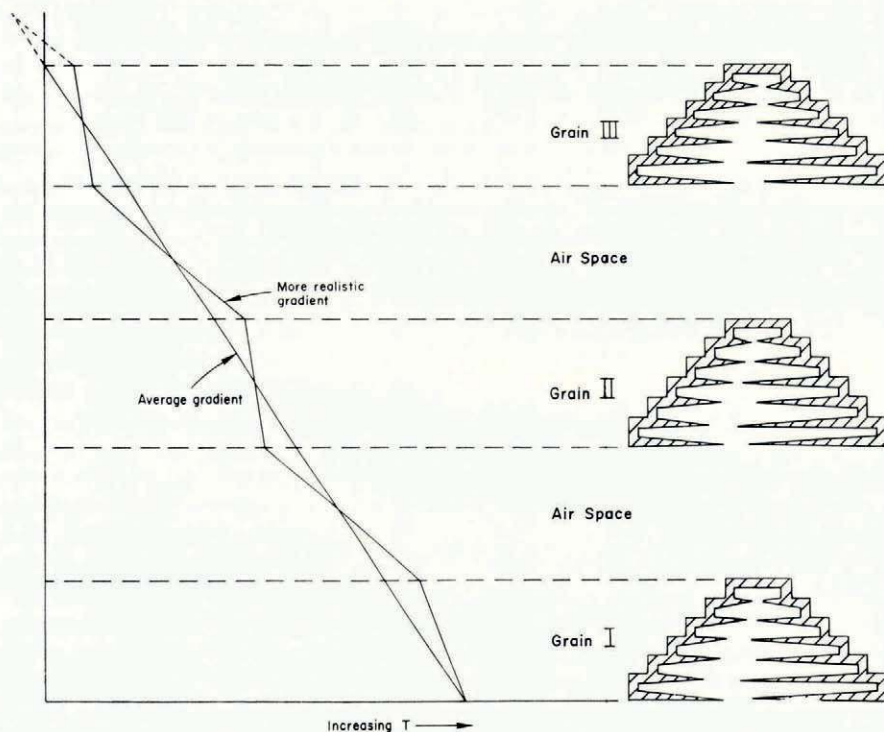 Grain III
Air Space
More realistic
gradient
Average gradient
Grain II
Air Space
Grain I
Increasing T